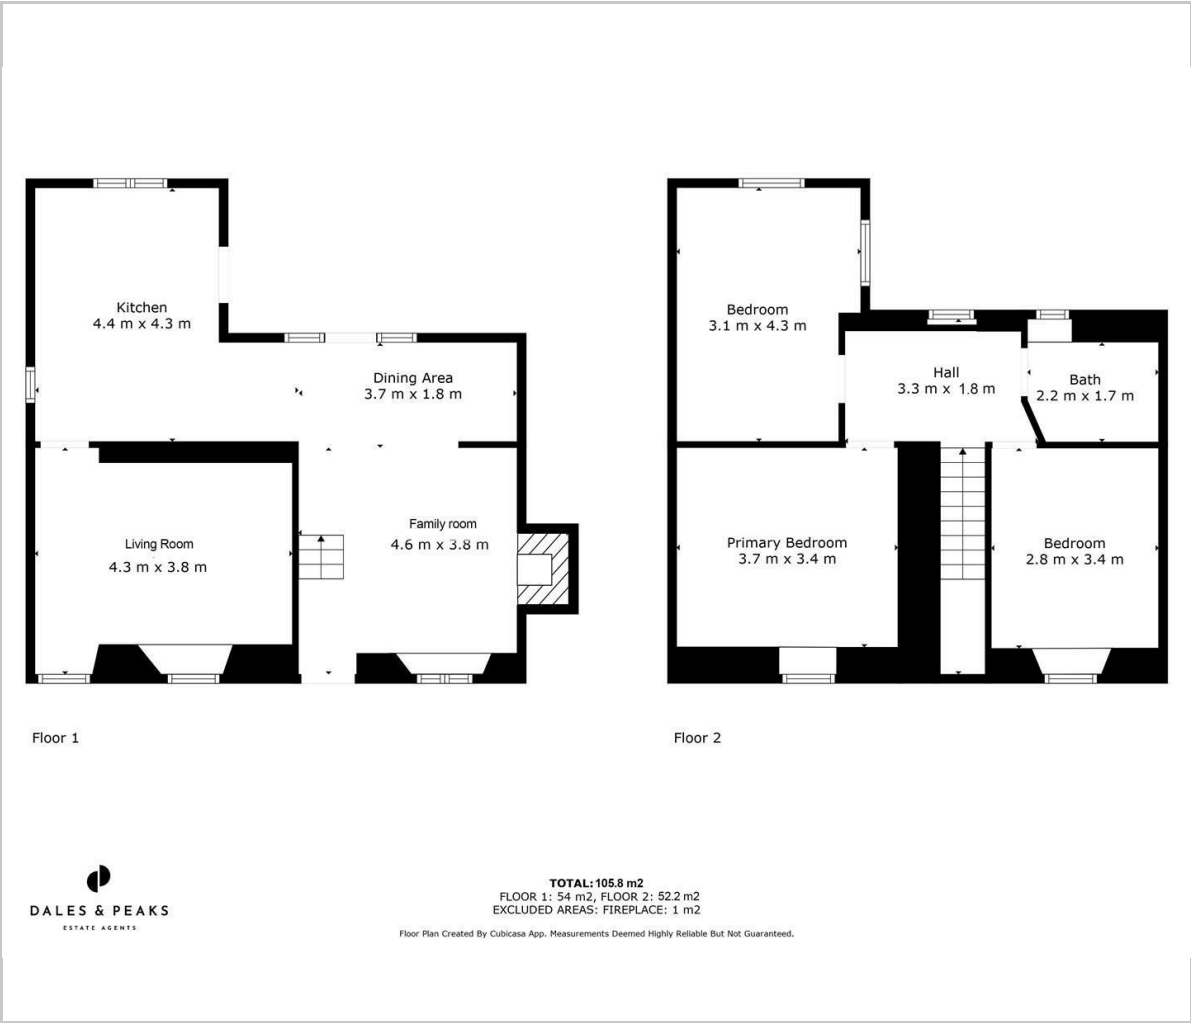 Kitchen
4.4 m x 4.3 m
Dining Area
3.7 m x 1.8 m
Living Room
4.3 m x 3.8 m
Family room
4.6 m x 3.8 m
Floor 1
Bedroom
3.1 m x 4.3 m
Hall
3.3 m x 1.8 m
Bath
2.2 m x 1.7 m
Primary Bedroom
3.7 m x 3.4 m
Bedroom
2.8 m x 3.4 m
Floor 2
DALES & PEAKS
ESTATE AGENTS
TOTAL: 105.8 m2
FLOOR 1: 54 m2, FLOOR 2: 52.2 m2
EXCLUDED AREAS: FIREPLACE: 1 m2
Floor Plan Created By Cubicasa App. Measurements Deemed Highly Reliable But Not Guaranteed.